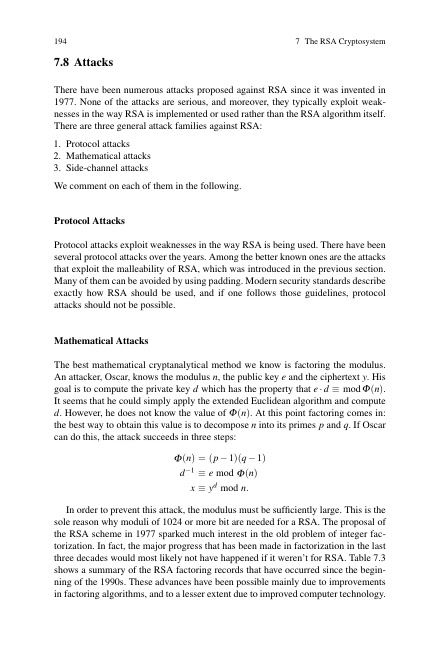 194 7 The RSA Cryptosystem
7.8 Attacks
There have been numerous attacks proposed against RSA since it was invented in
1977. None of the attacks are serious, and moreover, they typically exploit weak-
nesses in the way RSA is implemented or used rather than the RSA algorithm itself.
There are three general attack families against RSA:
1. Protocol attacks
2. Mathematical attacks
3. Side-channel attacks
We comment on each of them in the following.
Protocol Attacks
Protocol attacks exploit weaknesses in the way RSA is being used. There have been
several protocol attacks over the years. Among the better known ones are the attacks
that exploit the malleability of RSA, which was introduced in the previous section.
Many of them can be avoided by using padding. Modern security standards describe
exactly how RSA should be used, and if one follows those guidelines, protocol
attacks should not be possible.
Mathematical Attacks
The best mathematical cryptanalytical method we know is factoring the modulus.
An attacker, Oscar, knows the modulus n, the public key e and the ciphertext y. His
goal is to compute the private key d which has the property that e · d ≡ mod Φ(n).
It seems that he could simply apply the extended Euclidean algorithm and compute
d. However, he does not know the value of Φ(n). At this point factoring comes in:
the best way to obtain this value is to decompose n into its primes p and q. If Oscar
can do this, the attack succeeds in three steps:
Φ(n) = (p − 1)(q − 1)
d⁻¹ ≡ e mod Φ(n)
x ≡ yᵈ mod n.
In order to prevent this attack, the modulus must be sufficiently large. This is the
sole reason why moduli of 1024 or more bit are needed for a RSA. The proposal of
the RSA scheme in 1977 sparked much interest in the old problem of integer fac-
torization. In fact, the major progress that has been made in factorization in the last
three decades would most likely not have happened if it weren't for RSA. Table 7.3
shows a summary of the RSA factoring records that have occurred since the begin-
ning of the 1990s. These advances have been possible mainly due to improvements
in factoring algorithms, and to a lesser extent due to improved computer technology.